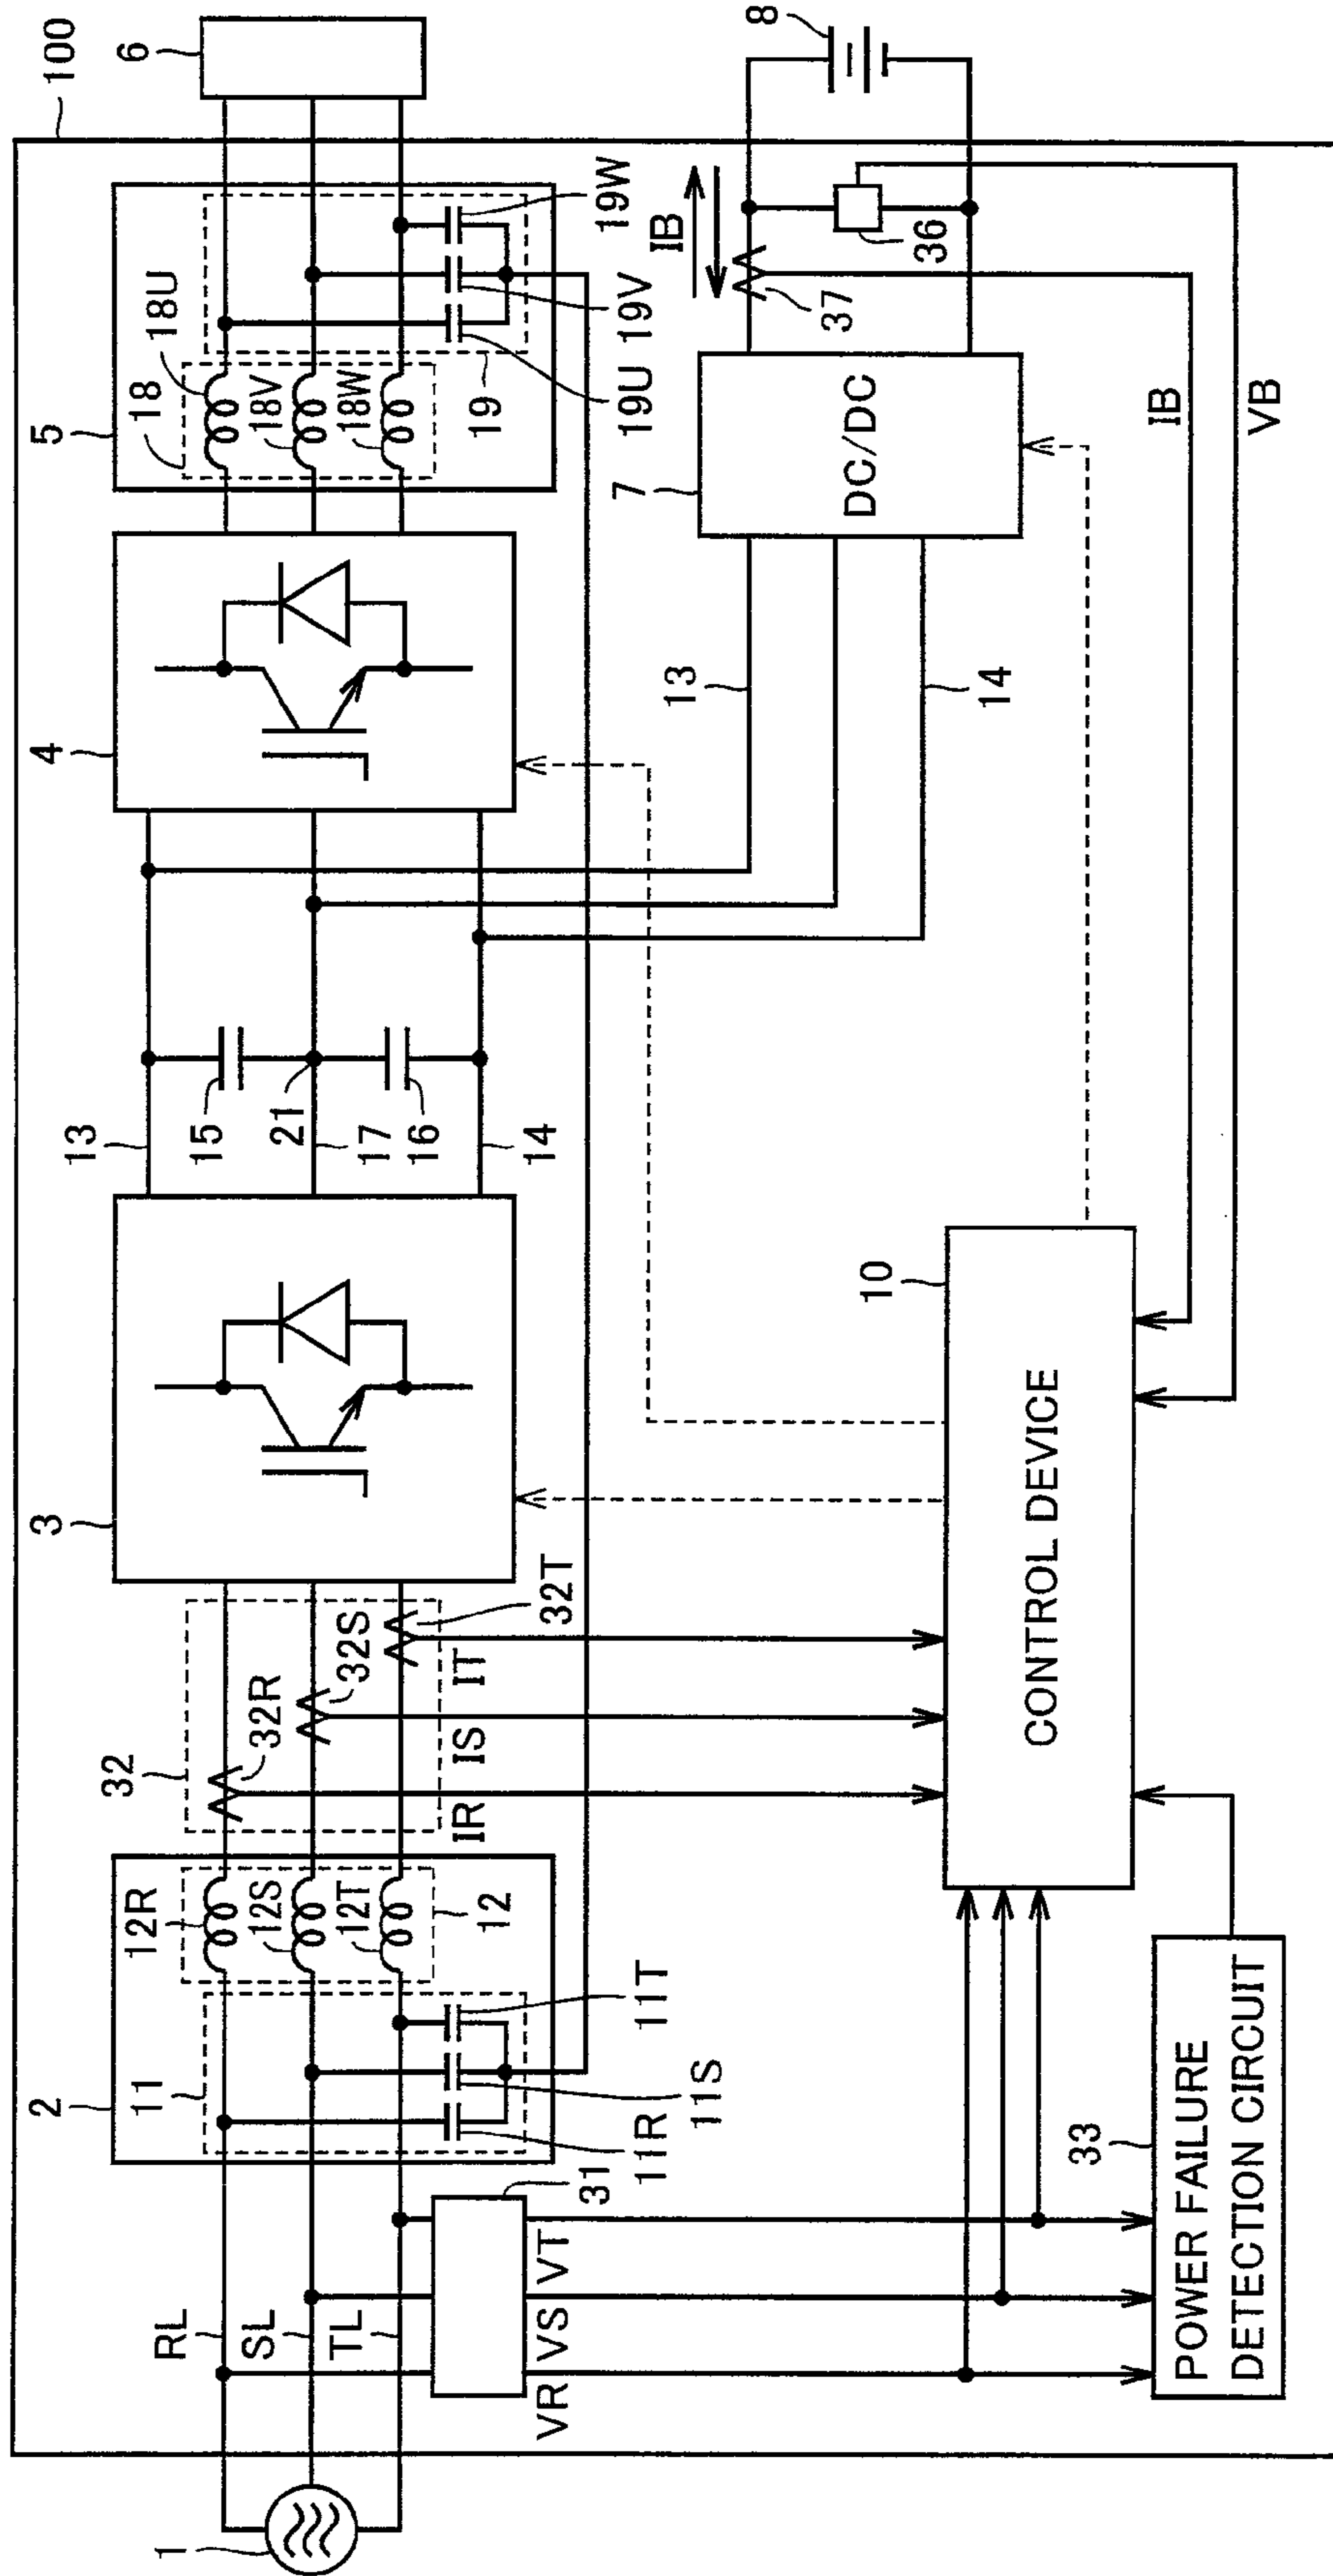 100
5
18
18U
6
4
18V
18W
19
19U
19V
19W
3
13
15
21
17
16
14
2
12R
12S
12T
12
32
32R
32S
32T
IR
IS
IT
11
11R
11S
11T
RL
SL
TL
31
VR
VS
VT
1
13
14
7
DC/DC
IB
37
36
8
IB
VB
10
CONTROL DEVICE
33
POWER FAILURE
DETECTION CIRCUIT